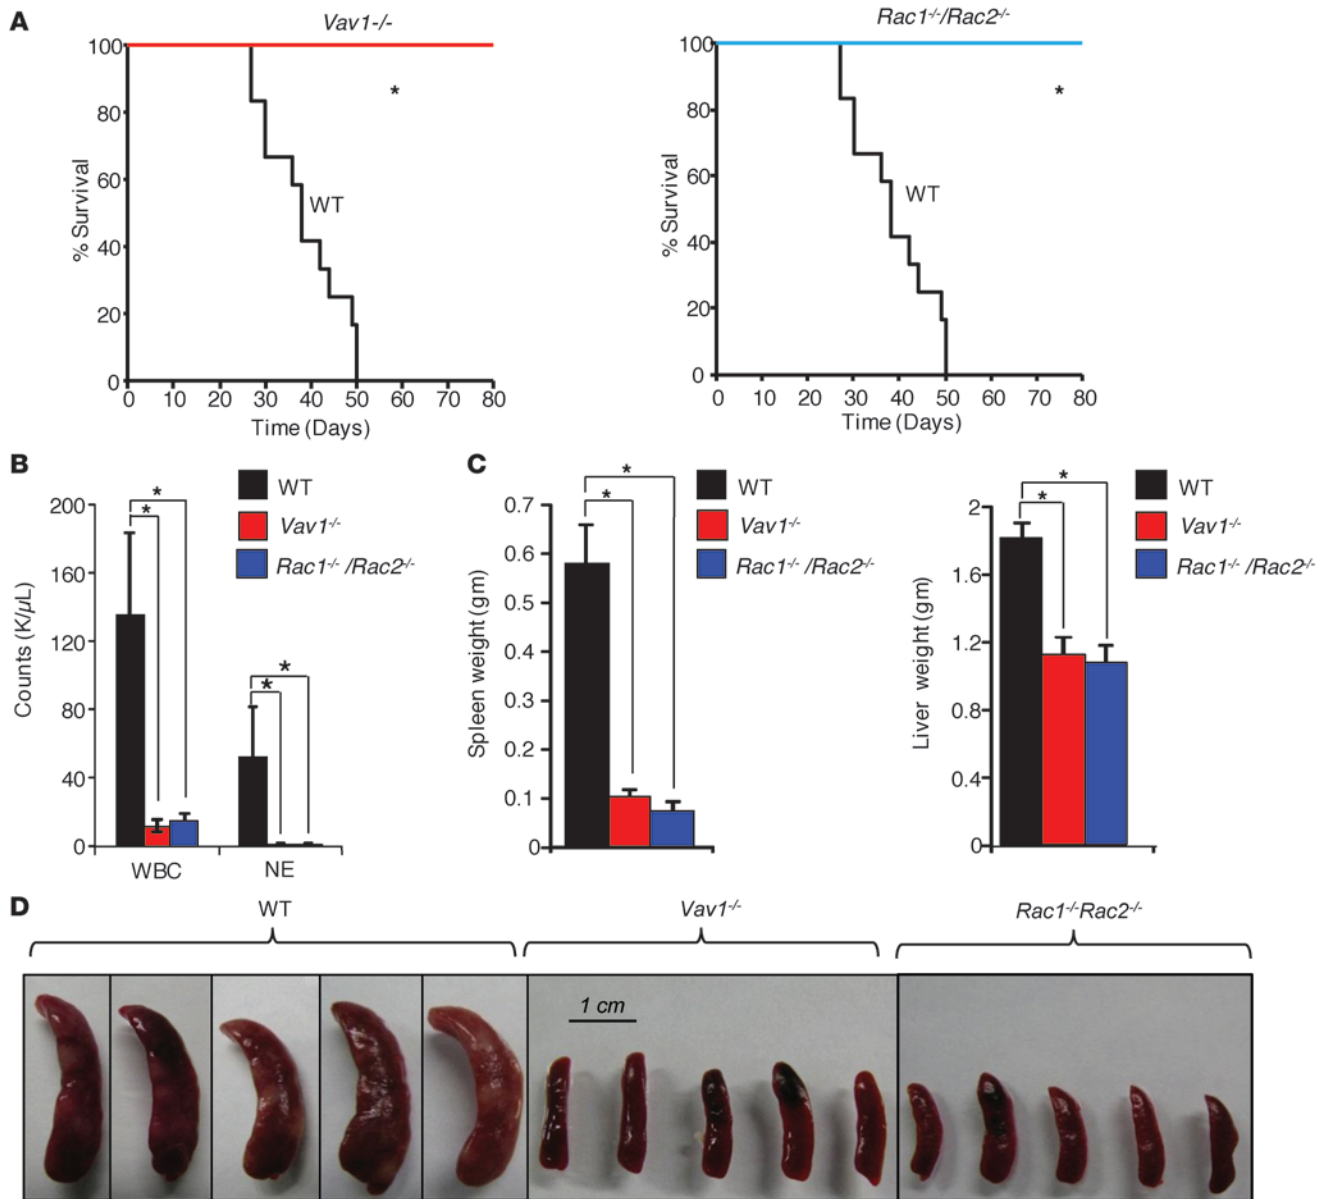 A
Vav1-/-
100
80
60
40
20
0
% Survival
WT
*
0 10 20 30 40 50 60 70 80
Time (Days)
Rac1-/-/Rac2-/-
100
80
60
40
20
0
% Survival
WT
*
0 10 20 30 40 50 60 70 80
Time (Days)
B
WT
Vav1-/-
Rac1-/- /Rac2-/-
200
160
120
80
40
0
Counts (K/µL)
*
*
*
*
WBC NE
C
WT
Vav1-/-
Rac1-/- /Rac2-/-
0.7
0.6
0.5
0.4
0.3
0.2
0.1
0
Spleen weight (gm)
*
*
WT
Vav1-/-
Rac1-/- /Rac2-/-
2
1.6
1.2
0.8
0.4
0
Liver weight (gm)
*
*
D
WT
Vav1-/-
Rac1-/-Rac2-/-
1 cm